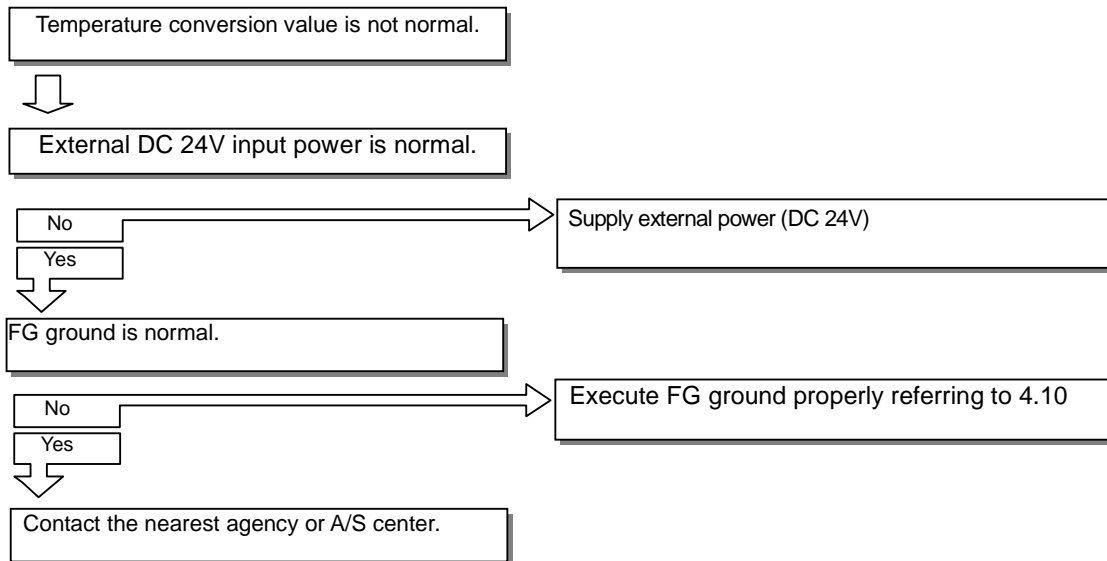 Temperature conversion value is not normal.
External DC 24V input power is normal.
No
Supply external power (DC 24V)
Yes
FG ground is normal.
No
Execute FG ground properly referring to 4.10
Yes
Contact the nearest agency or A/S center.